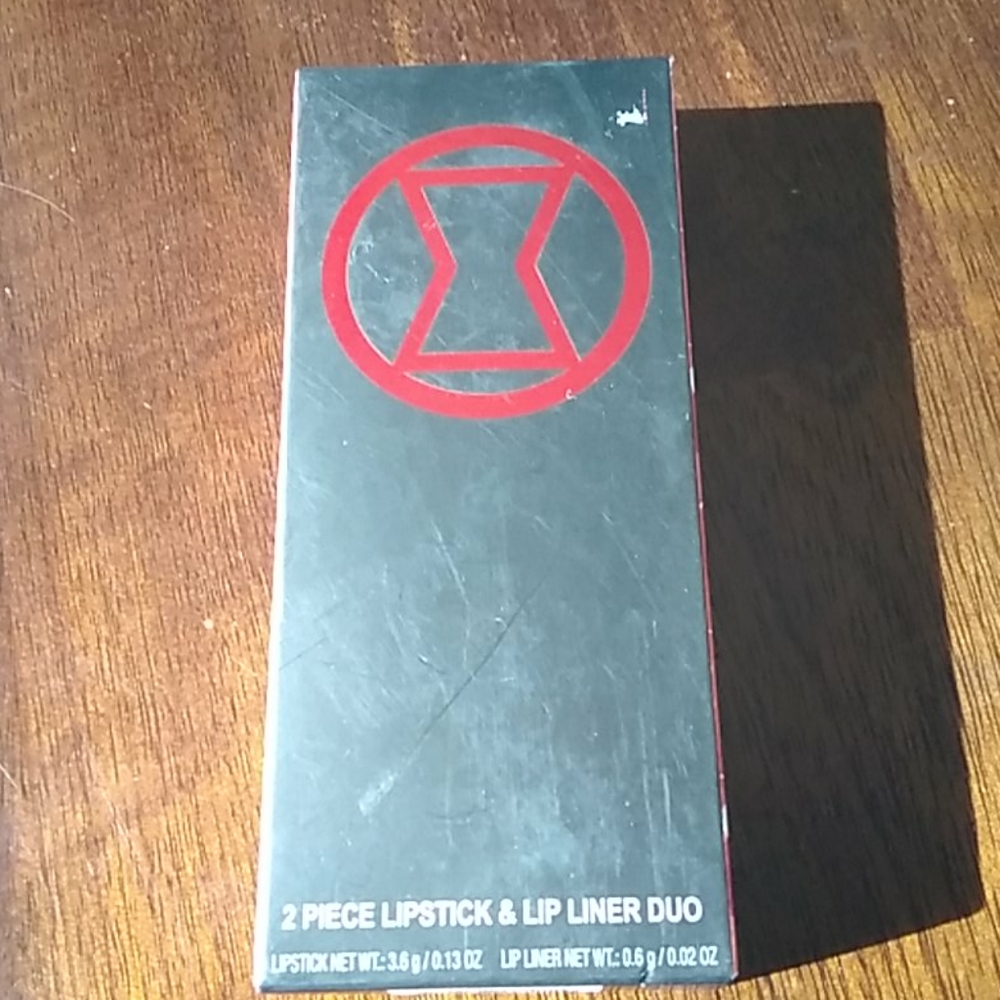 2 PIECE LIPSTICK & LIP LINER DUO
LIPSTICK NET WT.: 3.6 g / 0.13 OZ LIP LINER NET WT.: 0.6 g / 0.02 OZ